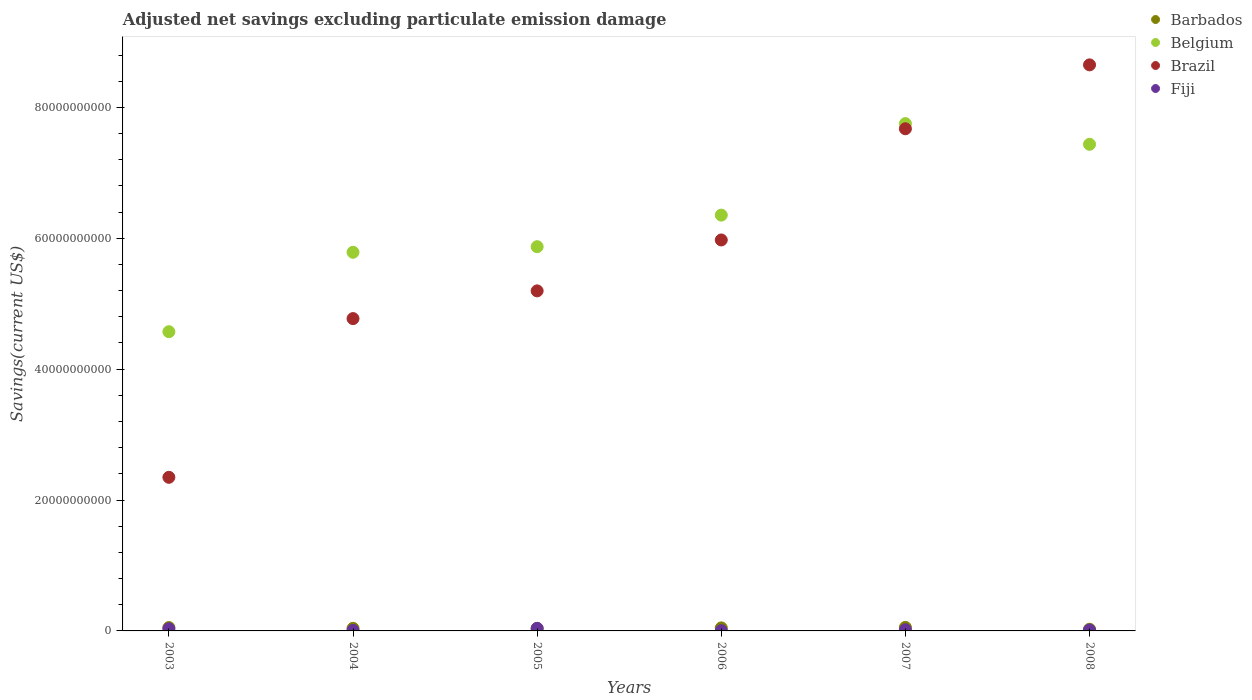 Adjusted net savings excluding particulate emission damage
Barbados
Belgium
Brazil
Fiji
Savings(current US$)
80000000000
60000000000
40000000000
20000000000
0
2003
2004
2005
2006
2007
2008
Years